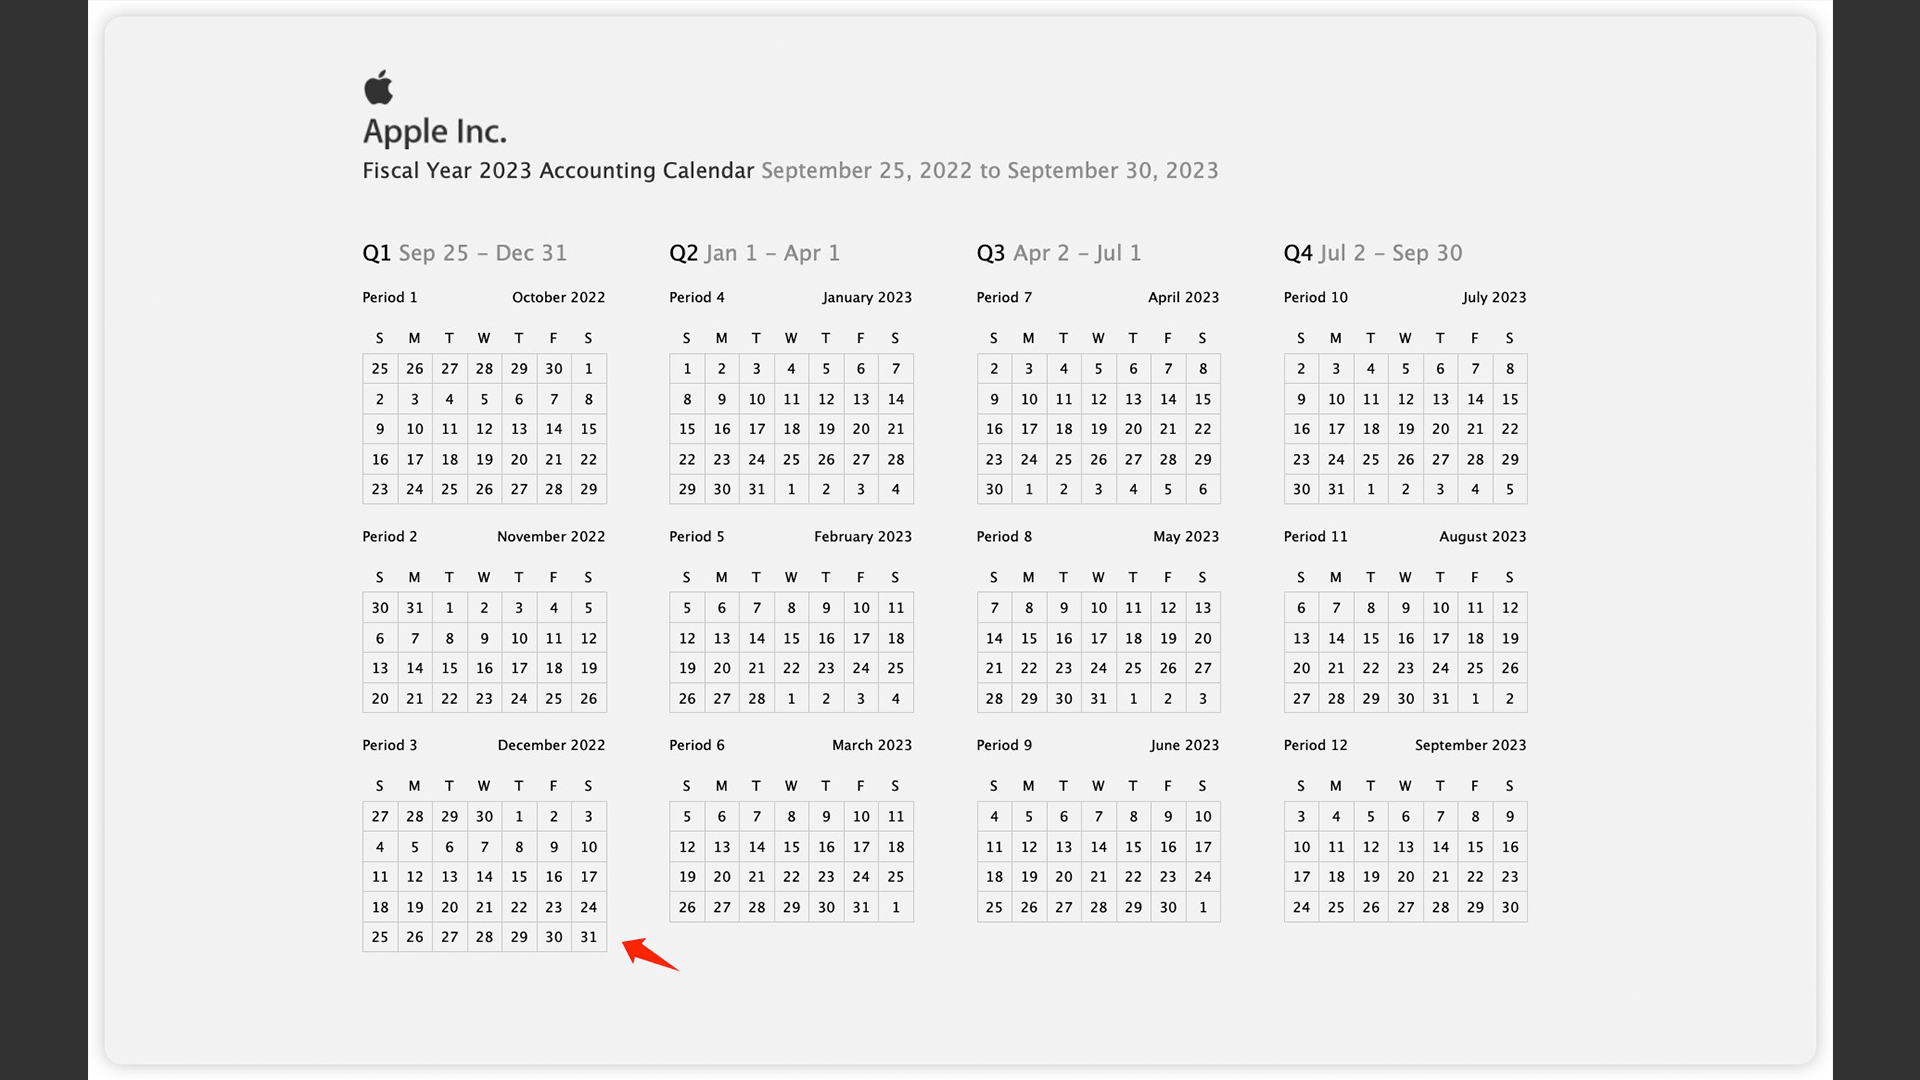 Apple Inc.
Fiscal Year 2023 Accounting Calendar September 25, 2022 to September 30, 2023
Q1 Sep 25 – Dec 31
Period 1 October 2022
S M T W T F S
25 26 27 28 29 30 1
2 3 4 5 6 7 8
9 10 11 12 13 14 15
16 17 18 19 20 21 22
23 24 25 26 27 28 29
Period 2 November 2022
S M T W T F S
30 31 1 2 3 4 5
6 7 8 9 10 11 12
13 14 15 16 17 18 19
20 21 22 23 24 25 26
Period 3 December 2022
S M T W T F S
27 28 29 30 1 2 3
4 5 6 7 8 9 10
11 12 13 14 15 16 17
18 19 20 21 22 23 24
25 26 27 28 29 30 31
Q2 Jan 1 – Apr 1
Period 4 January 2023
S M T W T F S
1 2 3 4 5 6 7
8 9 10 11 12 13 14
15 16 17 18 19 20 21
22 23 24 25 26 27 28
29 30 31 1 2 3 4
Period 5 February 2023
S M T W T F S
5 6 7 8 9 10 11
12 13 14 15 16 17 18
19 20 21 22 23 24 25
26 27 28 1 2 3 4
Period 6 March 2023
S M T W T F S
5 6 7 8 9 10 11
12 13 14 15 16 17 18
19 20 21 22 23 24 25
26 27 28 29 30 31 1
Q3 Apr 2 – Jul 1
Period 7 April 2023
S M T W T F S
2 3 4 5 6 7 8
9 10 11 12 13 14 15
16 17 18 19 20 21 22
23 24 25 26 27 28 29
30 1 2 3 4 5 6
Period 8 May 2023
S M T W T F S
7 8 9 10 11 12 13
14 15 16 17 18 19 20
21 22 23 24 25 26 27
28 29 30 31 1 2 3
Period 9 June 2023
S M T W T F S
4 5 6 7 8 9 10
11 12 13 14 15 16 17
18 19 20 21 22 23 24
25 26 27 28 29 30 1
Q4 Jul 2 – Sep 30
Period 10 July 2023
S M T W T F S
2 3 4 5 6 7 8
9 10 11 12 13 14 15
16 17 18 19 20 21 22
23 24 25 26 27 28 29
30 31 1 2 3 4 5
Period 11 August 2023
S M T W T F S
6 7 8 9 10 11 12
13 14 15 16 17 18 19
20 21 22 23 24 25 26
27 28 29 30 31 1 2
Period 12 September 2023
S M T W T F S
3 4 5 6 7 8 9
10 11 12 13 14 15 16
17 18 19 20 21 22 23
24 25 26 27 28 29 30